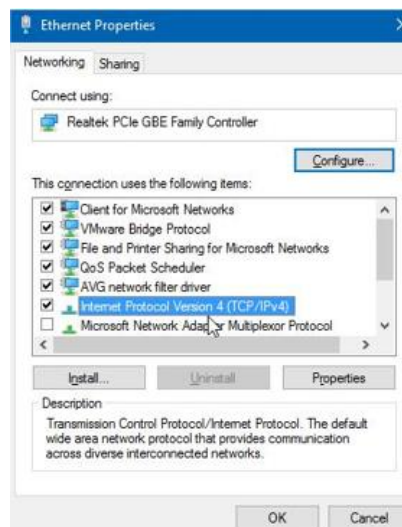 Ethernet Properties
Networking Sharing
Connect using:
Realtek PCIe GBE Family Controller
Configure...
This connection uses the following items:
Client for Microsoft Networks
VMware Bridge Protocol
File and Printer Sharing for Microsoft Networks
QoS Packet Scheduler
AVG network filter driver
Internet Protocol Version 4 (TCP/IPv4)
Microsoft Network Adapter Multiplexor Protocol
Install... Uninstall Properties
Description
Transmission Control Protocol/Internet Protocol. The default
wide area network protocol that provides communication
across diverse interconnected networks.
OK Cancel